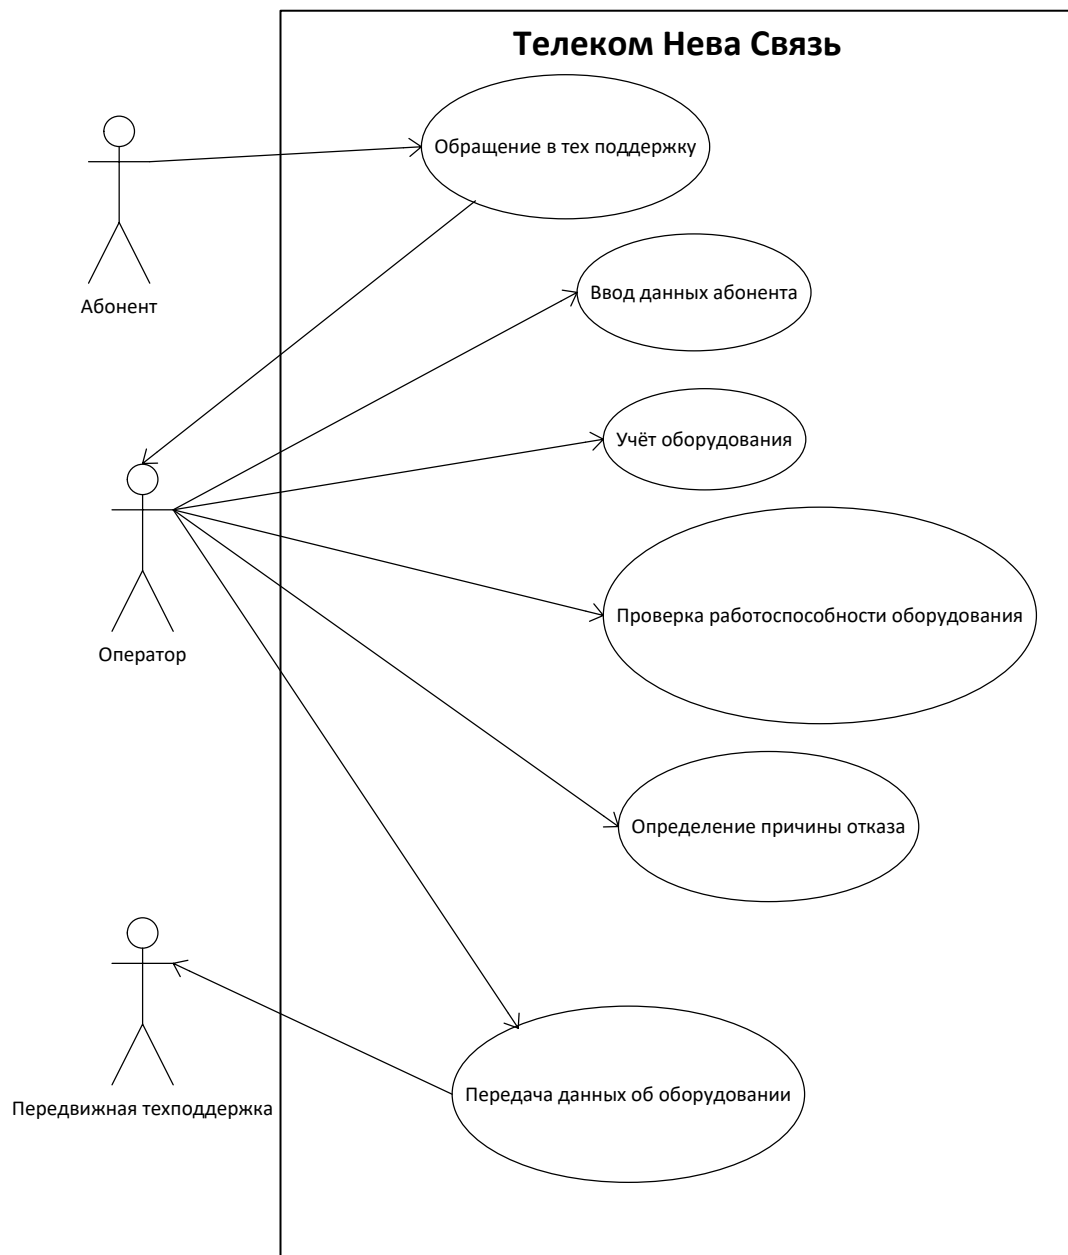 Телеком Нева Связь
Обращение в тех поддержку
Абонент
Ввод данных абонента
Учёт оборудования
Проверка работоспособности оборудования
Оператор
Определение причины отказа
Передача данных об оборудовании
Передвижная техподдержка